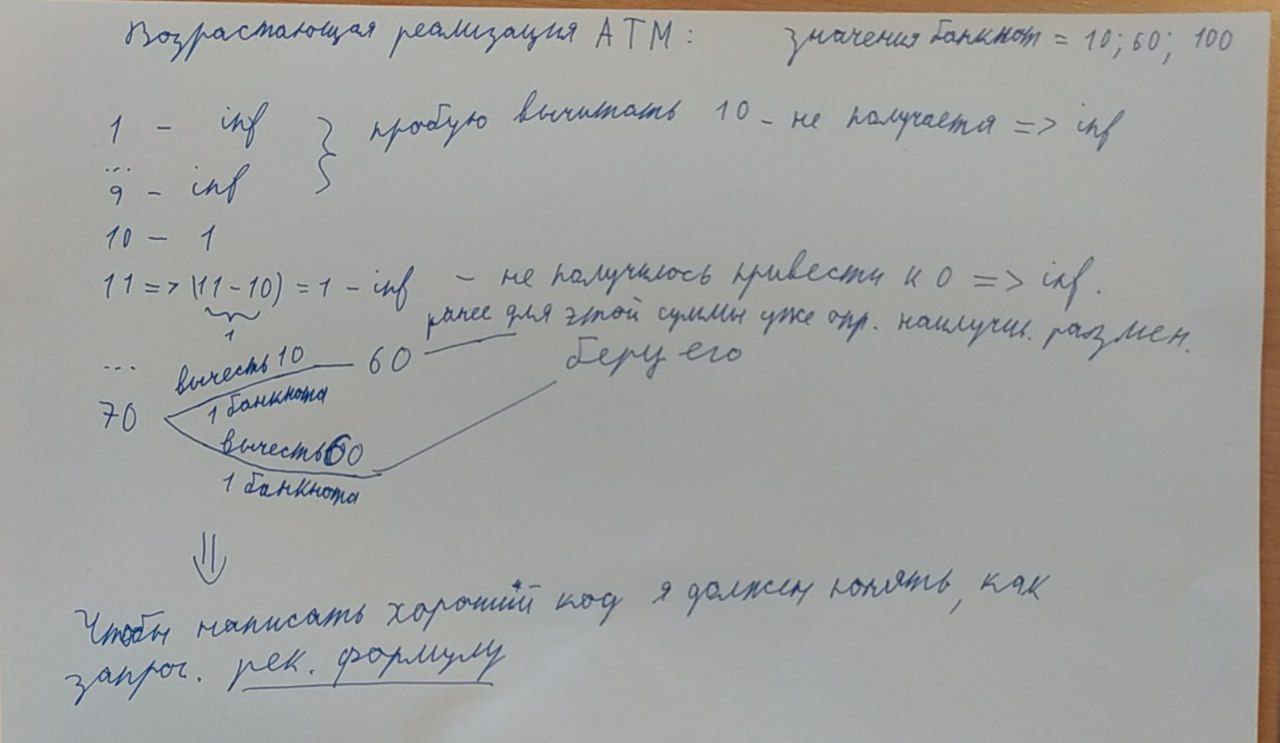 Возрастающая реализация АТМ: значения банкнот = 10; 60; 100
1 - inf } пробую вычитать 10 - не получается => inf
...
9 - inf
10 - 1
11 => (11-10) = 1 - inf - не получилось привести к 0 => inf.
1
ранее для этой суммы уже опр. наилучш. размен.
беру его
...
70
вычесть 10 60
1 банкнота
вычесть 60
1 банкнота
⇓
Чтобы написать хороший код я должен понять, как
запрог. рек. формулу